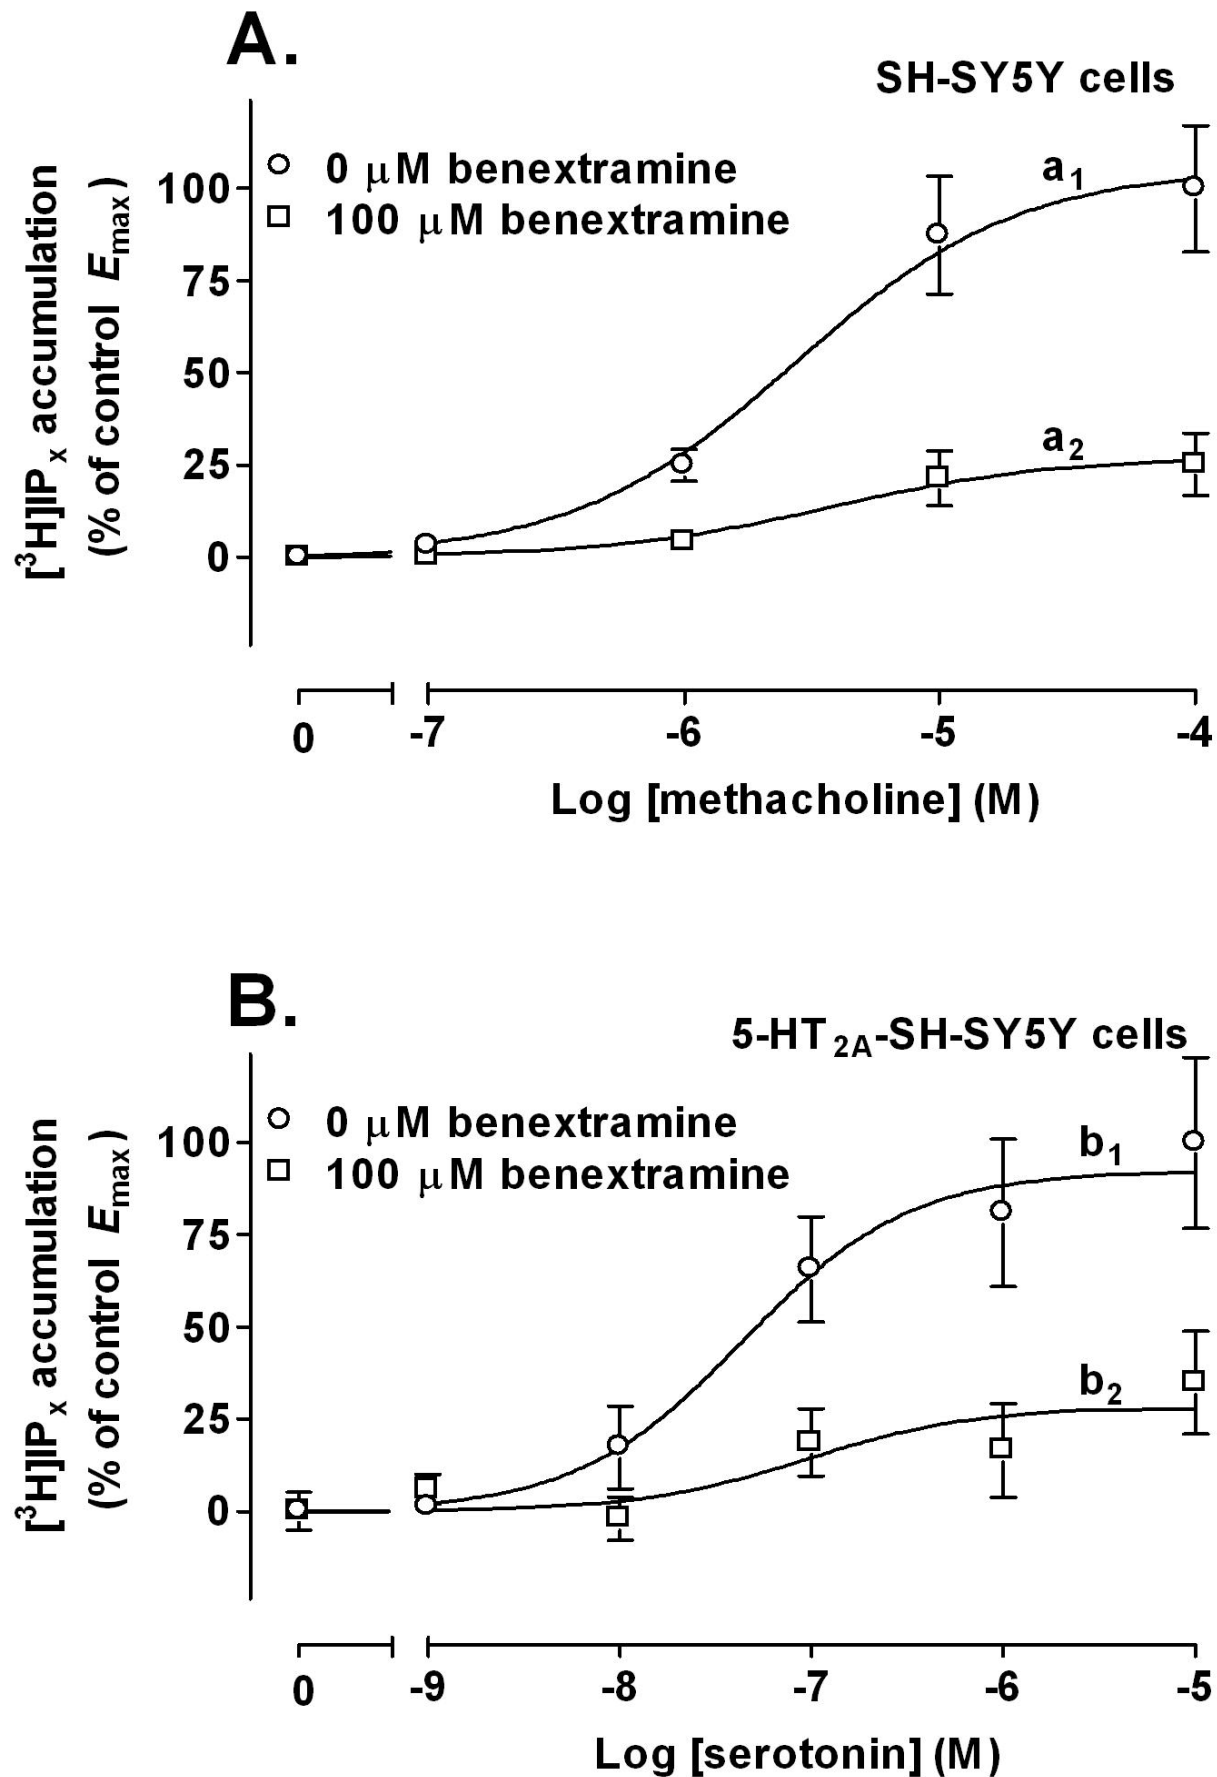 A.
SH-SY5Y cells
0 μM benextramine
100 μM benextramine
[³H]IPₓ accumulation
(% of control Emax)
100
75
50
25
0
a₁
a₂
0 -7 -6 -5 -4
Log [methacholine] (M)
B.
5-HT₂A-SH-SY5Y cells
0 μM benextramine
100 μM benextramine
[³H]IPₓ accumulation
(% of control Emax)
100
75
50
25
0
b₁
b₂
0 -9 -8 -7 -6 -5
Log [serotonin] (M)